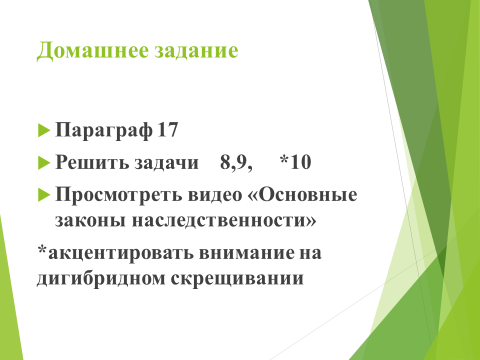 Домашнее задание
Параграф 17
Решить задачи 8,9, *10
Просмотреть видео «Основные
законы наследственности»
*акцентировать внимание на
дигибридном скрещивании